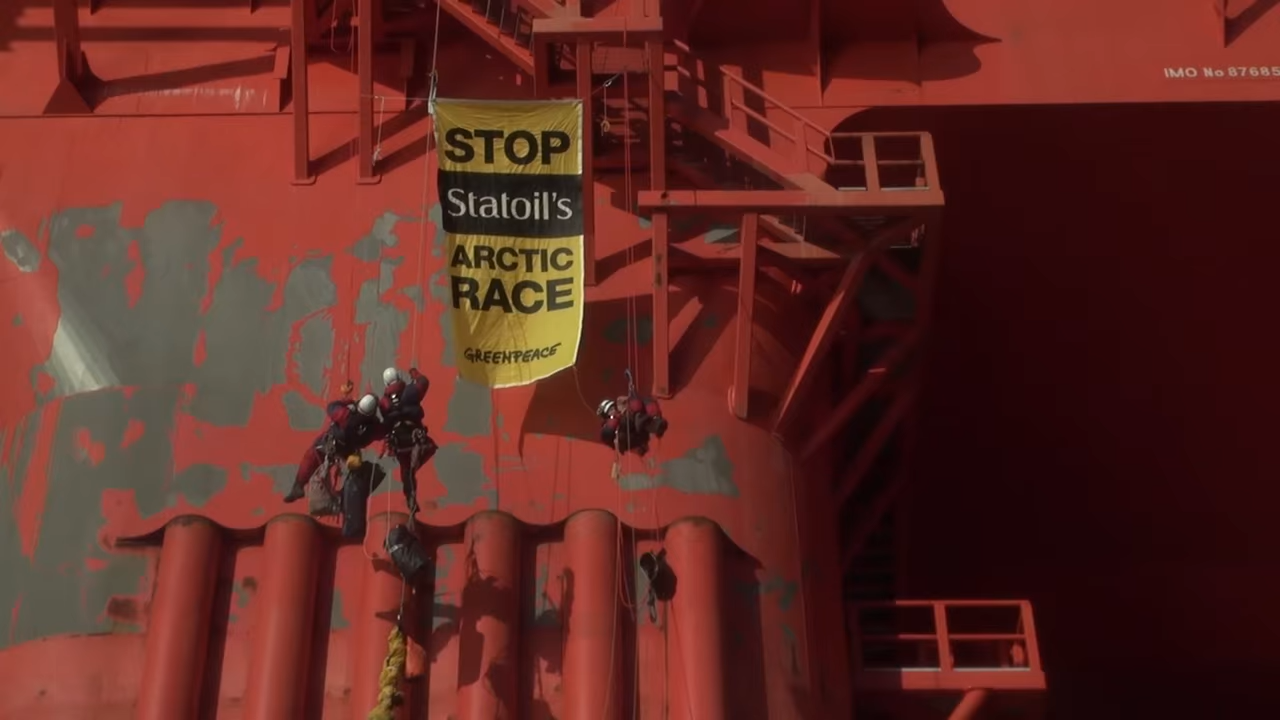 IMO No 87685
STOP
Statoil's
ARCTIC
RACE
GREENPEACE